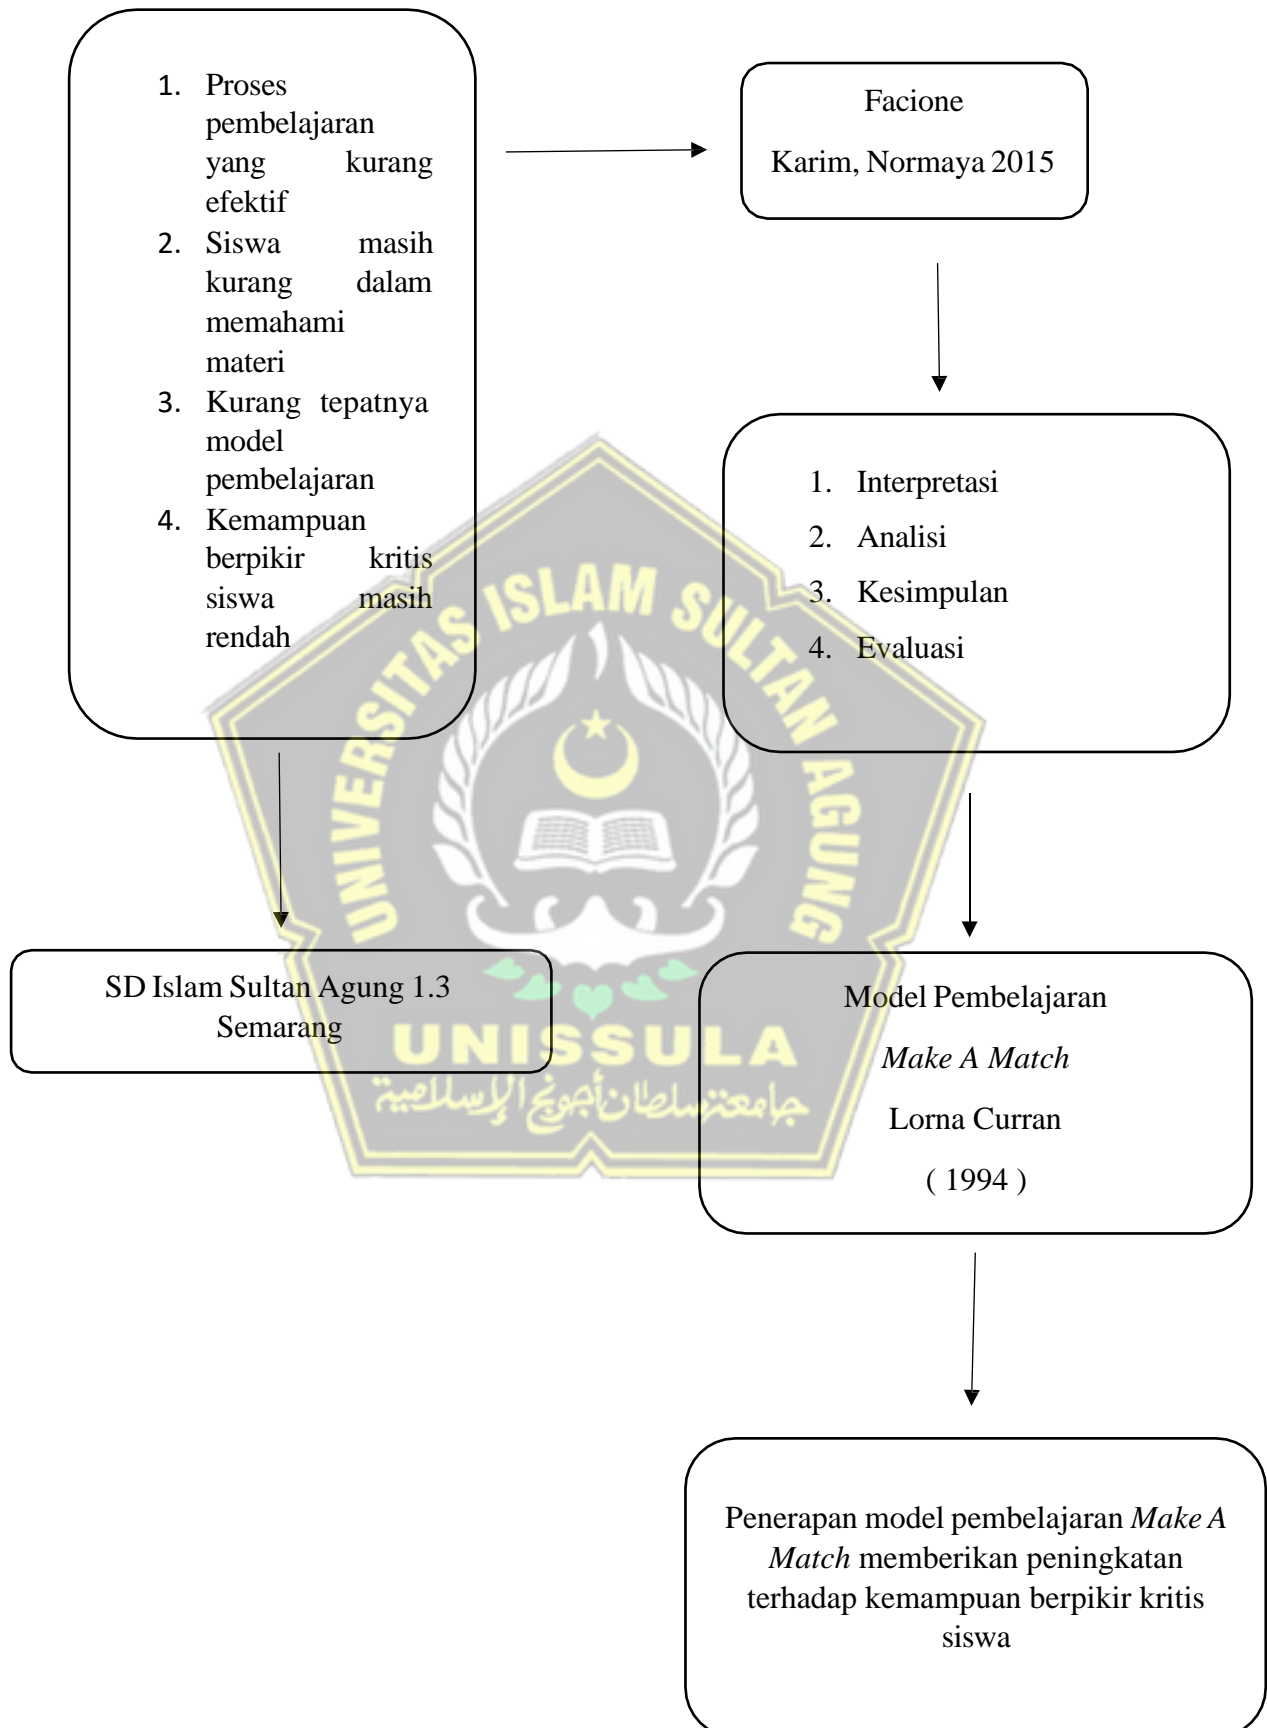 1. Proses
pembelajaran
yang kurang
efektif
2. Siswa masih
kurang dalam
memahami
materi
3. Kurang tepatnya
model
pembelajaran
4. Kemampuan
berpikir kritis
siswa masih
rendah
Facione
Karim, Normaya 2015
1. Interpretasi
2. Analisi
3. Kesimpulan
4. Evaluasi
SD Islam Sultan Agung 1.3
Semarang
Model Pembelajaran
Make A Match
Lorna Curran
( 1994 )
Penerapan model pembelajaran Make A
Match memberikan peningkatan
terhadap kemampuan berpikir kritis
siswa
UNIVERSITAS ISLAM SULTAN AGUNG
UNISSULA
جامعة سلطان أجونج الإسلامية